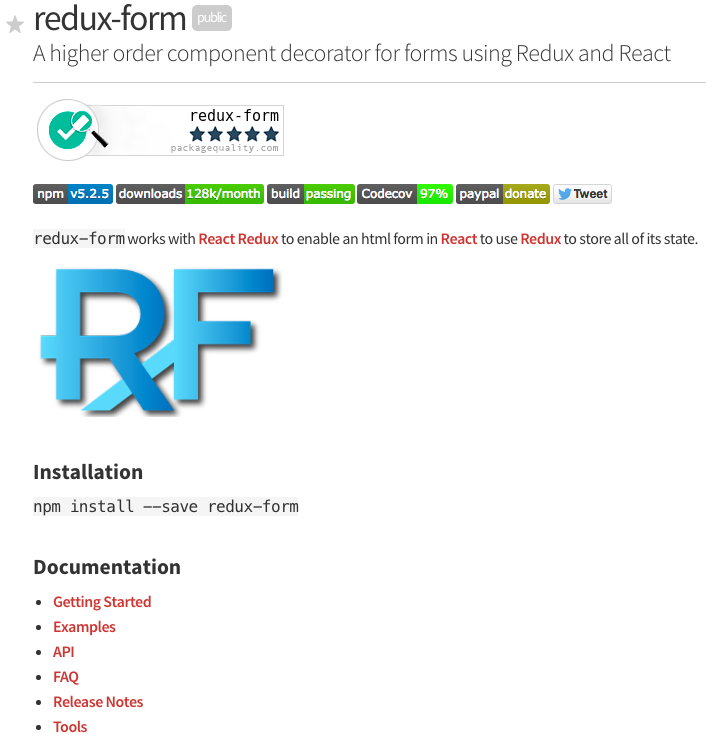 redux-form public
A higher order component decorator for forms using Redux and React
redux-form
packagequality.com
npm v5.2.5 downloads 128k/month build passing Codecov 97% paypal donate Tweet
redux-form works with React Redux to enable an html form in React to use Redux to store all of its state.
RF
Installation
npm install --save redux-form
Documentation
Getting Started
Examples
API
FAQ
Release Notes
Tools